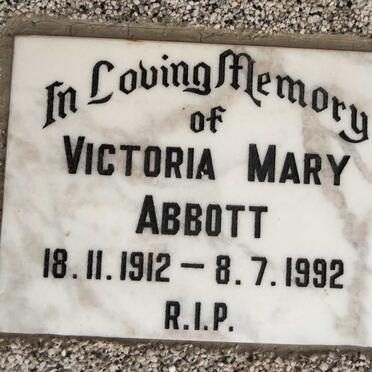 In Loving Memory
of
VICTORIA MARY
ABBOTT
18.11.1912 – 8.7.1992
R.I.P.